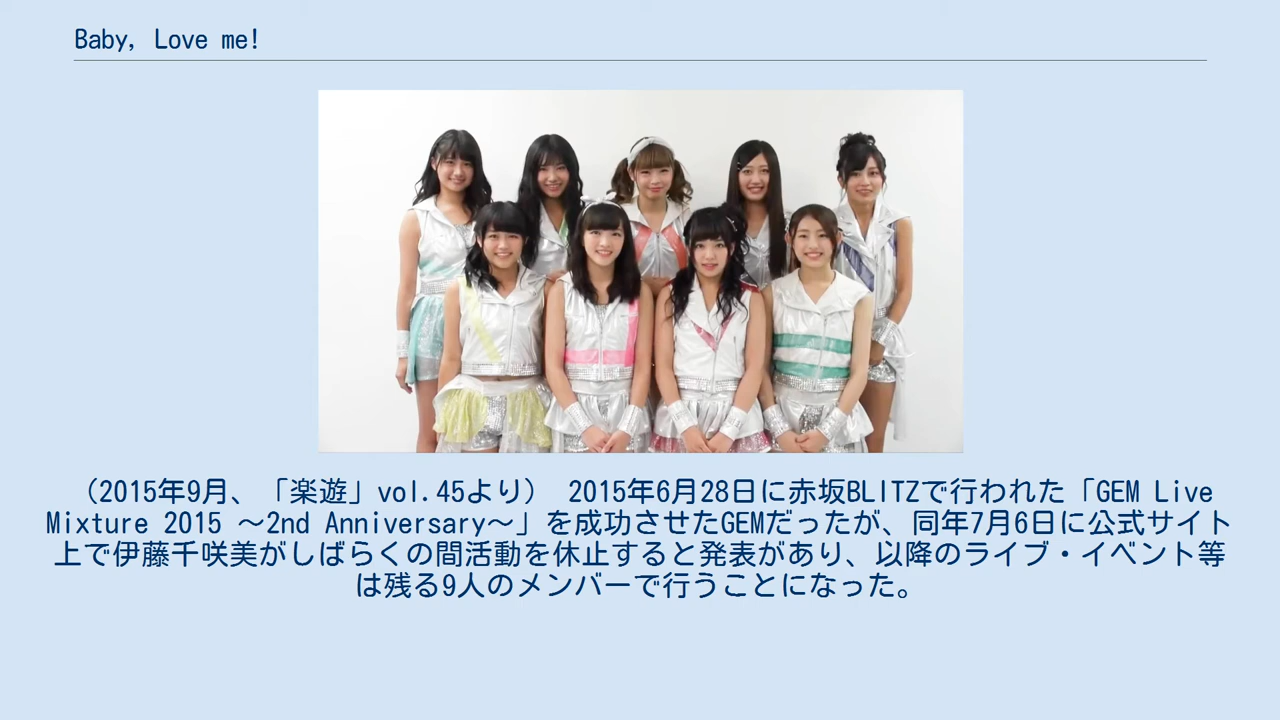 Baby, Love me!
（2015年9月、「楽遊」vol.45より） 2015年6月28日に赤坂BLITZで行われた「GEM Live
Mixture 2015 ～2nd Anniversary～」を成功させたGEMだったが、同年7月6日に公式サイト
上で伊藤千咲美がしばらくの間活動を休止すると発表があり、以降のライブ・イベント等
は残る9人のメンバーで行うことになった。